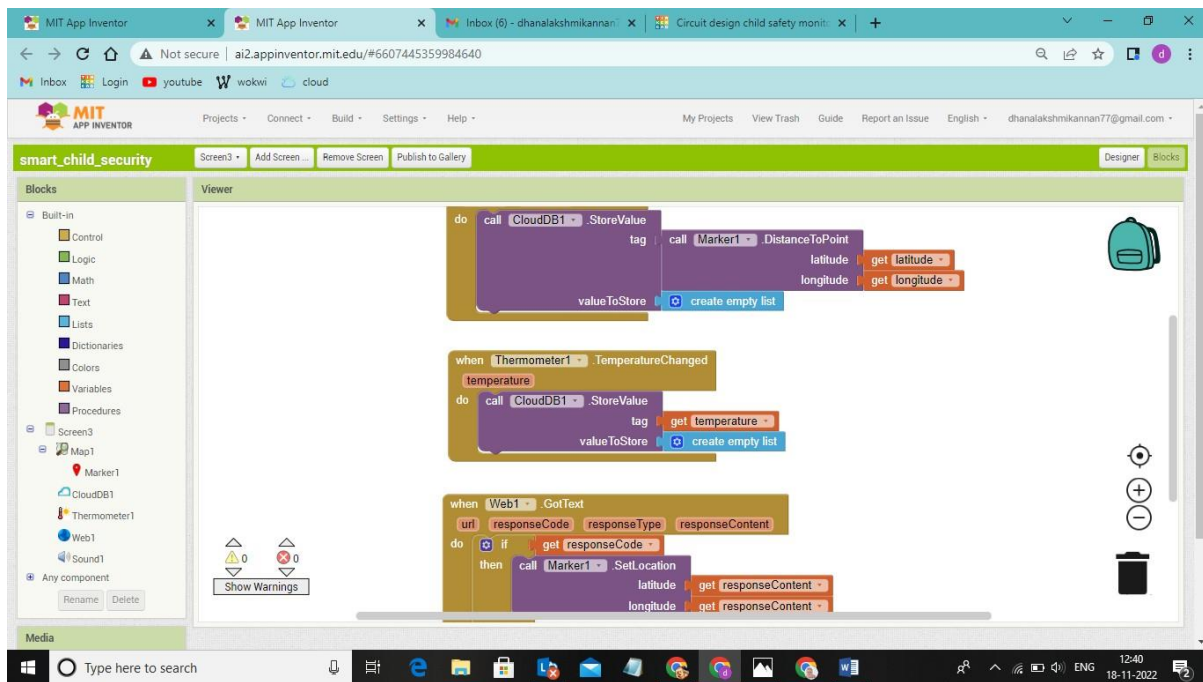 MIT App Inventor
MIT App Inventor
Inbox (6) - dhanalakshmikannan7
Circuit design child safety monito
Not secure | ai2.appinventor.mit.edu/#6607445359984640
d
Inbox Login youtube wokwi cloud
MIT
APP INVENTOR
Projects Connect Build Settings Help My Projects View Trash Guide Report an Issue English dhanalakshmikannan77@gmail.com
smart_child_security Screen3 Add Screen ... Remove Screen Publish to Gallery Designer Blocks
Blocks
Built-in
Control
Logic
Math
Text
Lists
Dictionaries
Colors
Variables
Procedures
Screen3
Map1
Marker1
CloudDB1
Thermometer1
Web1
Sound1
Any component
Rename Delete
Media
Viewer
do call CloudDB1 .StoreValue
tag call Marker1 .DistanceToPoint
latitude get latitude
longitude get longitude
valueToStore create empty list
when Thermometer1 .TemperatureChanged
temperature
do call CloudDB1 .StoreValue
tag get temperature
valueToStore create empty list
when Web1 .GotText
url responseCode responseType responseContent
do if get responseCode
then call Marker1 .SetLocation
latitude get responseContent
longitude get responseContent
0 0
Show Warnings
Type here to search
ENG
12:40
18-11-2022
2